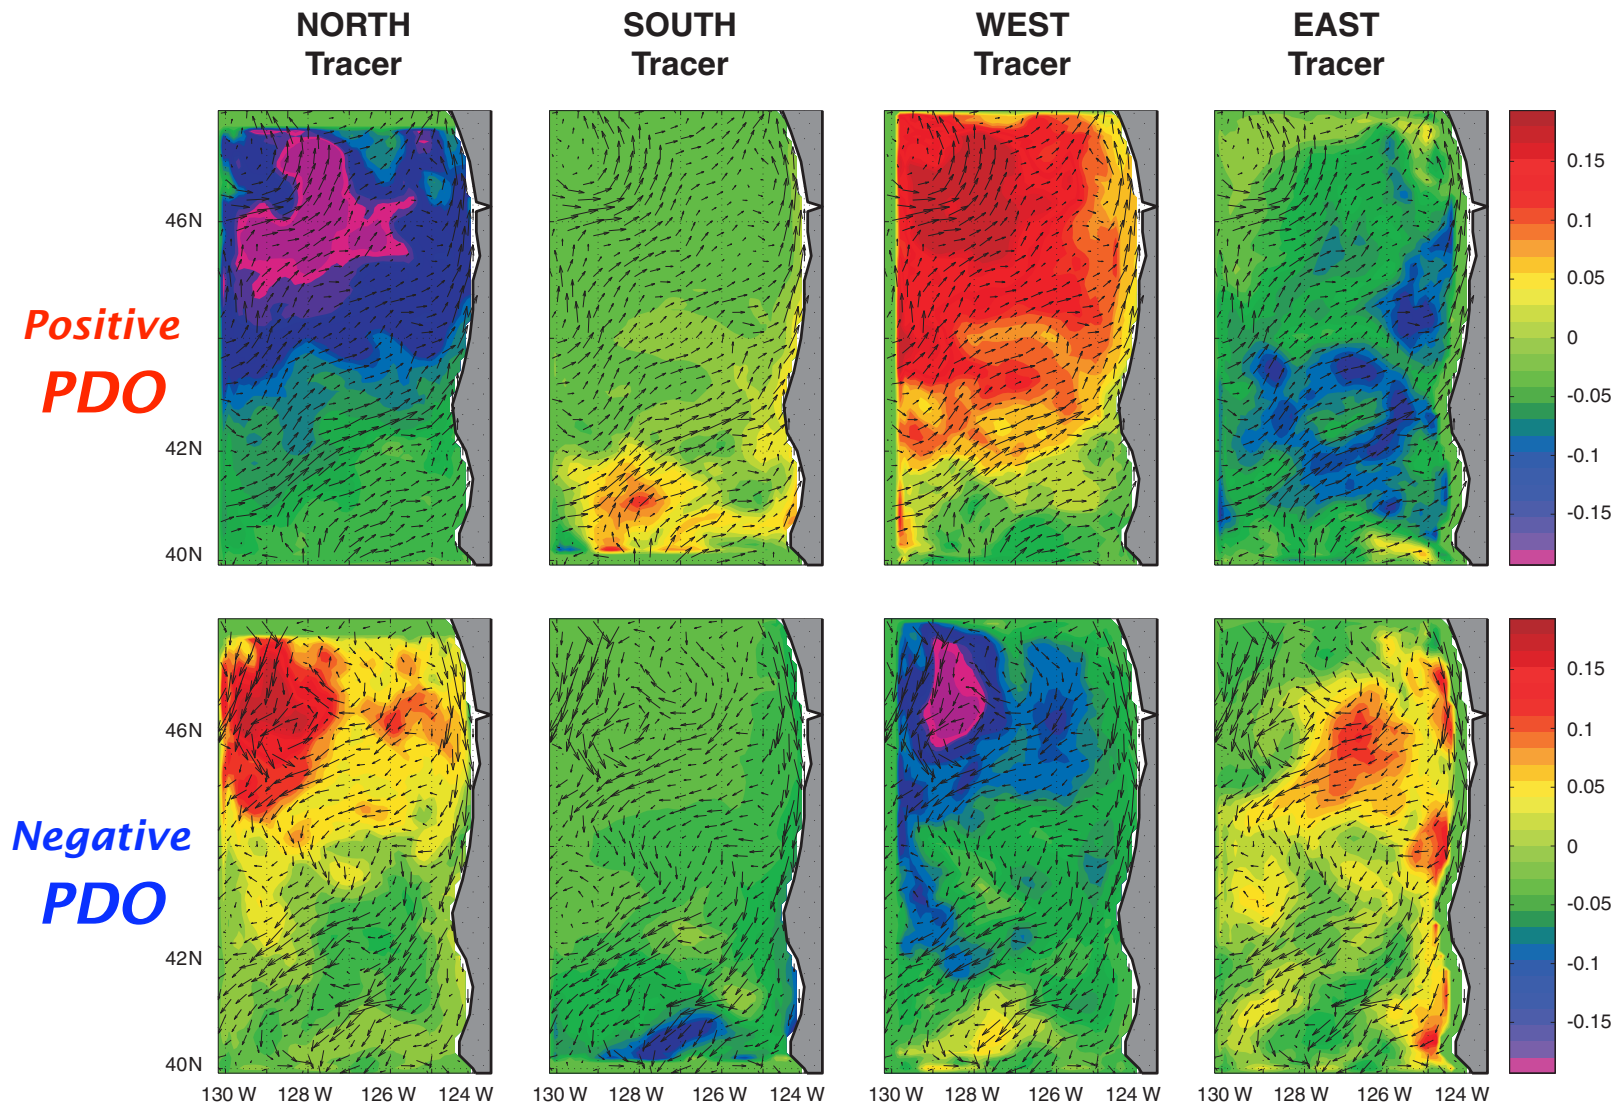 NORTH SOUTH WEST EAST
Tracer Tracer Tracer Tracer
0.15
46N 0.1
0.05
Positive 0
PDO -0.05
42N -0.1
-0.15
40N
0.15
46N 0.1
0.05
Negative 0
PDO -0.05
42N -0.1
-0.15
40N
130 W 128 W 126 W 124 W 130 W 128 W 126 W 124 W 130 W 128 W 126 W 124 W 130 W 128 W 126 W 124 W